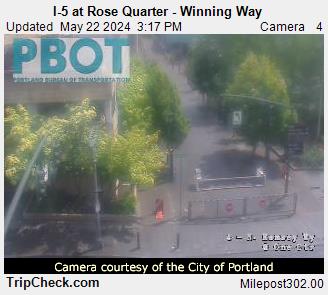 I-5 at Rose Quarter - Winning Way
Updated May 22 2024 3:17 PM Camera 4
PBOT
PORTLAND BUREAU OF TRANSPORTATION
Camera courtesy of the City of Portland
TripCheck.com Milepost302.00